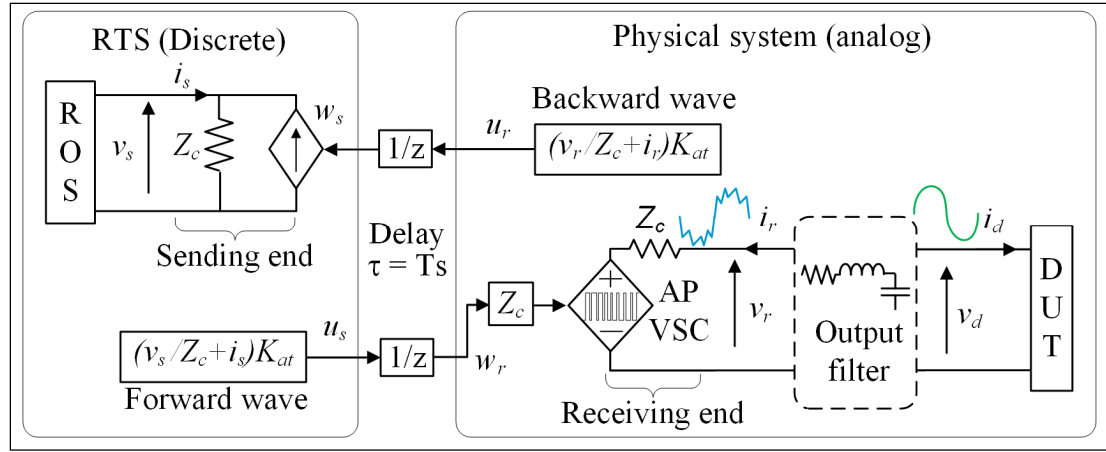 RTS (Discrete)
i_s
R
O
S
v_s
Z_c
w_s
1/z
Sending end
Delay
τ = Ts
u_s
(v_s/Z_c+i_s)K_at
Forward wave
1/z
w_r
Physical system (analog)
Backward wave
u_r
(v_r/Z_c+i_r)K_at
Z_c
Z_c
i_r
AP
VSC
v_r
Receiving end
Output
filter
i_d
v_d
D
U
T